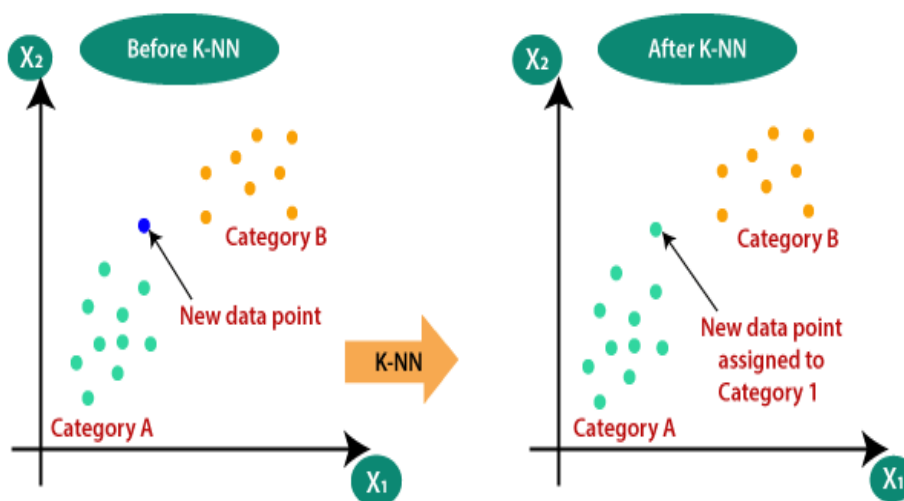 Before K-NN
X₂
Category B
New data point
Category A
X₁
K-NN
After K-NN
X₂
Category B
New data point
assigned to
Category 1
Category A
X₁